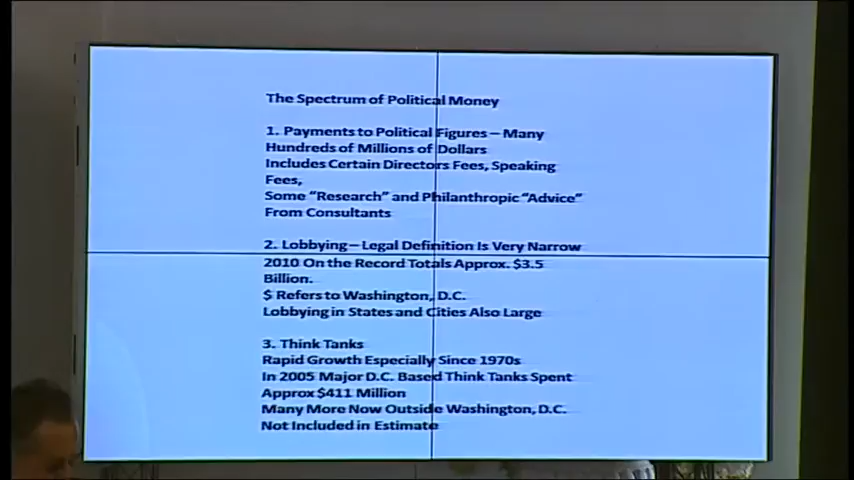 The Spectrum of Political Money
1. Payments to Political Figures – Many
Hundreds of Millions of Dollars
Includes Certain Directors Fees, Speaking
Fees,
Some “Research” and Philanthropic “Advice”
From Consultants
2. Lobbying – Legal Definition Is Very Narrow
2010 On the Record Totals Approx. $3.5
Billion.
$ Refers to Washington, D.C.
Lobbying in States and Cities Also Large
3. Think Tanks
Rapid Growth Especially Since 1970s
In 2005 Major D.C. Based Think Tanks Spent
Approx $411 Million
Many More Now Outside Washington, D.C.
Not Included in Estimate